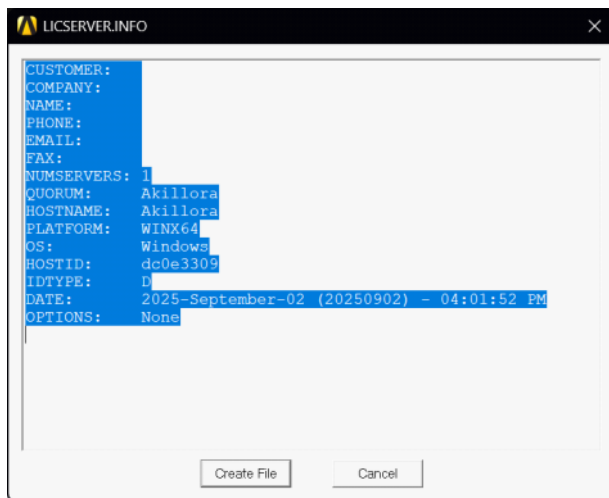 LICSERVER.INFO
CUSTOMER:
COMPANY:
NAME:
PHONE:
EMAIL:
FAX:
NUMSERVERS: 1
QUORUM: Akillora
HOSTNAME: Akillora
PLATFORM: WINX64
OS: Windows
HOSTID: dc0e3309
IDTYPE: D
DATE: 2025-September-02 (20250902) - 04:01:52 PM
OPTIONS: None
Create File Cancel